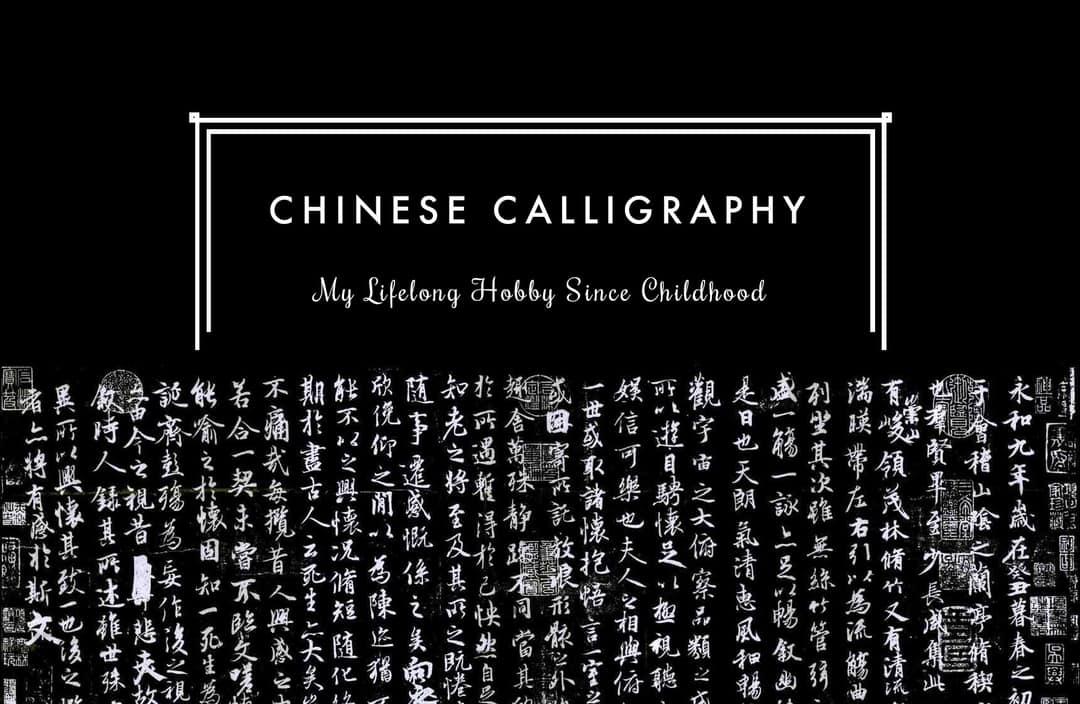 CHINESE CALLIGRAPHY
My Lifelong Hobby Since Childhood
永和九年歲在癸丑暮春之初
會稽山陰之蘭亭脩稧
也群賢畢至少長咸集此
有崇山峻領茂林脩竹又有清流
湍暎帶左右引以為流觴曲
列坐其次雖無絲竹管弦
盛一觴一詠亦足以暢敘幽
是日也天朗氣清惠風和暢
觀宇宙之大俯察品類之
所以遊目騁懷足以極視聽
娛信可樂也夫人之相與俯
一世或取諸懷抱悟言一室之
或因寄所託放浪形骸之外
趣舍萬殊靜躁不同當其
於所遇蹔得於己怏然自足
知老之將至及其所之既惓
隨事遷感慨係之矣向
欣俛仰之閒以為陳迹猶
能不以之興懷況脩短隨化
期於盡古人云死生亦大矣
不痛哉每攬昔人興感之
若合一契未嘗不臨文嗟
能喻之於懷固知一死生為
誕齊彭殤為妄作後之視
由今之視昔悲夫故
敘時人錄其所述雖世殊
異所以興懷其致一也後之
者亦將有感於斯文